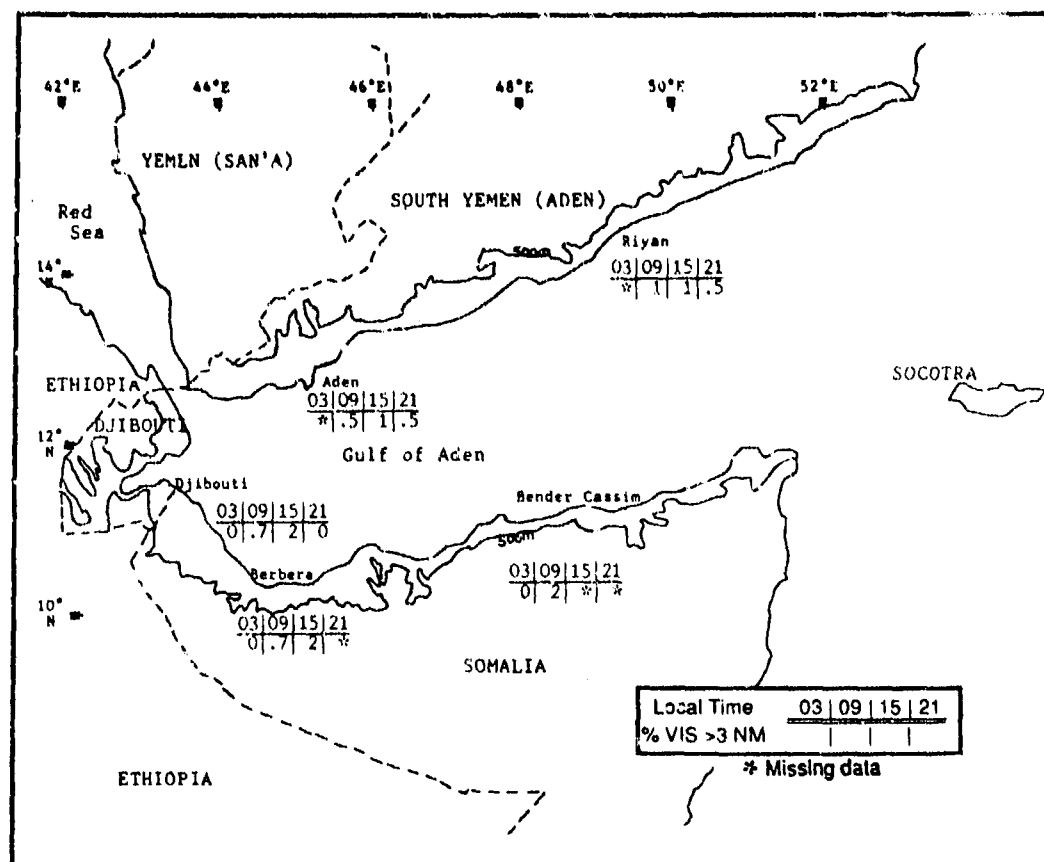 42°E 44°E 46°E 48°E 50°E 52°E
YEMEN (SAN'A)
SOUTH YEMEN (ADEN)
Red
Sea
14°
N
500m
Riyan
03|09|15|21
*|1|1|.5
ETHIOPIA
Aden
03|09|15|21
*|.5|1|.5
SOCOTRA
DJIBOUTI
12°
N
Gulf of Aden
Djibouti
03|09|15|21
0|.7|2|0
Bender Cassim
500m
03|09|15|21
0|2|*|*
Berbera
03|09|15|21
0|.7|2|*
10°
N
SOMALIA
Local Time 03|09|15|21
% VIS >3 NM
* Missing data
ETHIOPIA